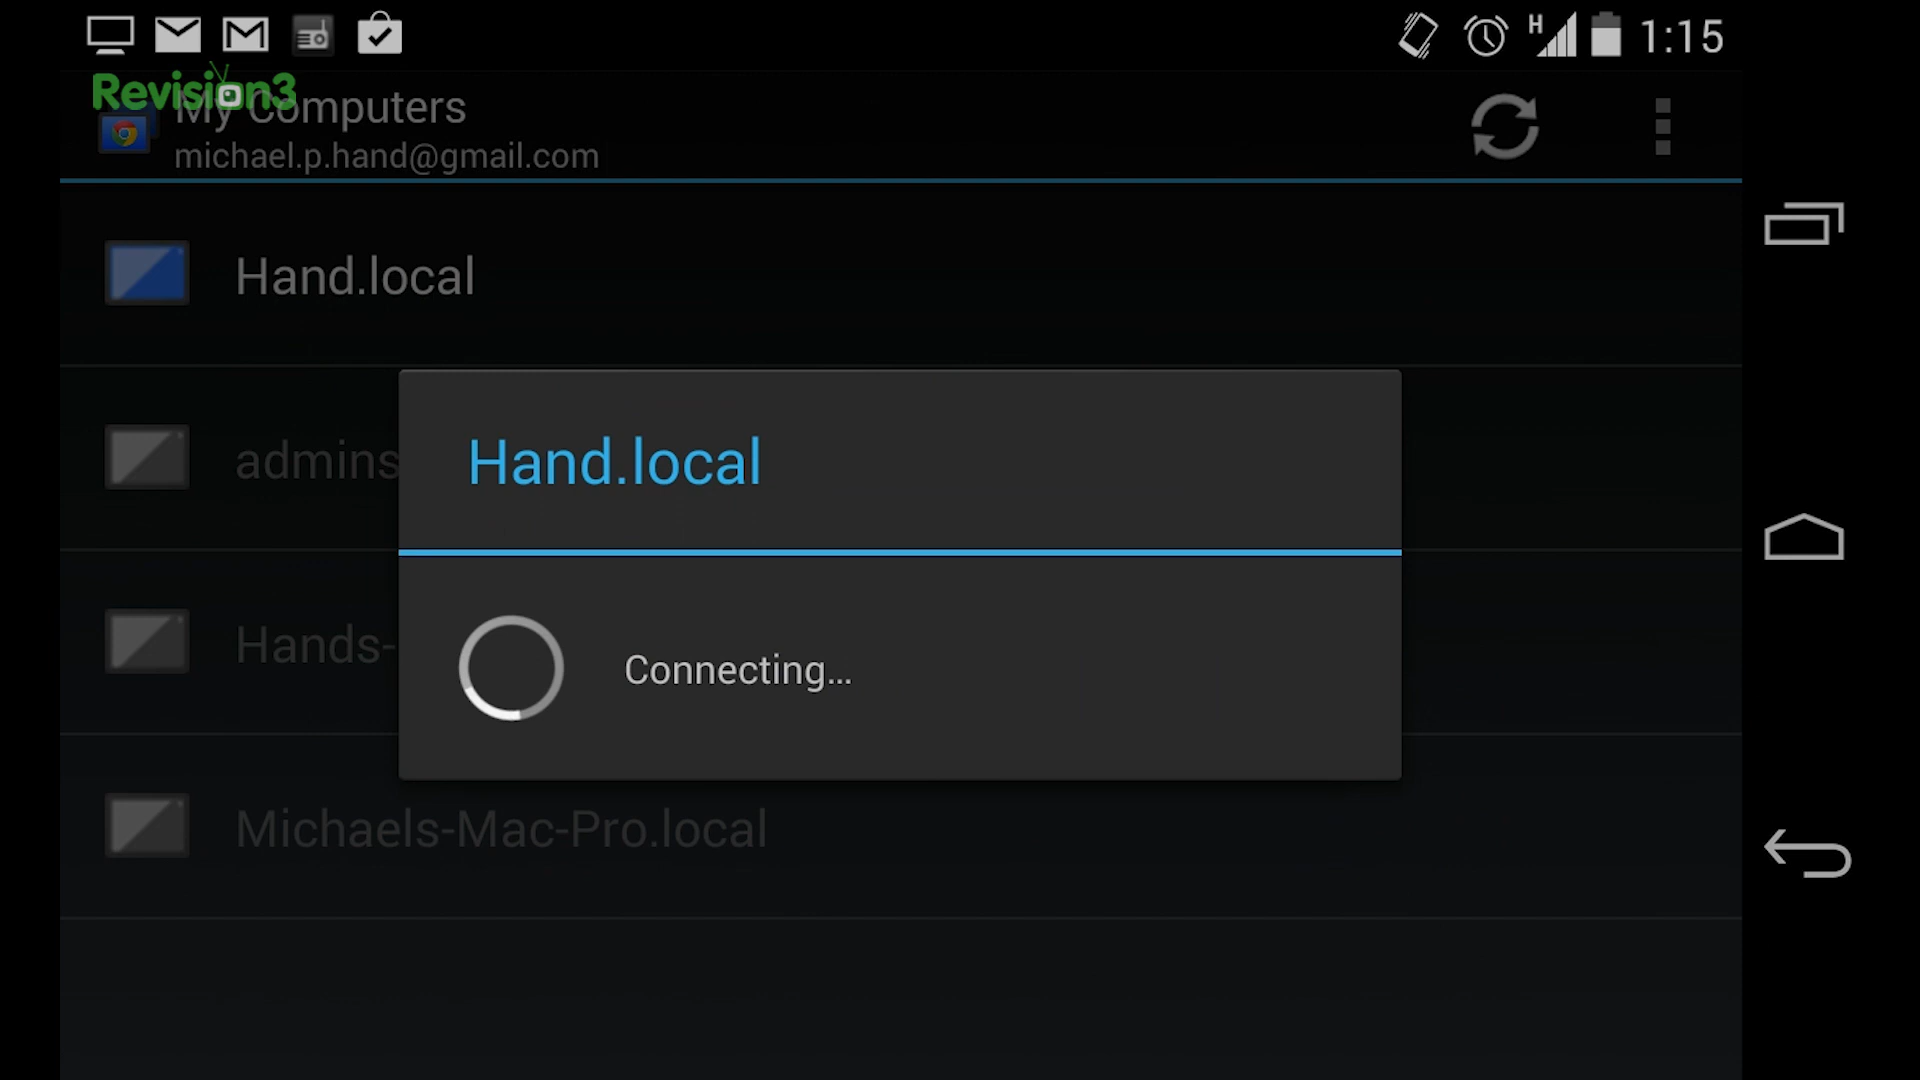 H 1:15
Revision3
My Computers
michael.p.hand@gmail.com
Hand.local
admins
Hands-
Hand.local
Connecting...
Michaels-Mac-Pro.local